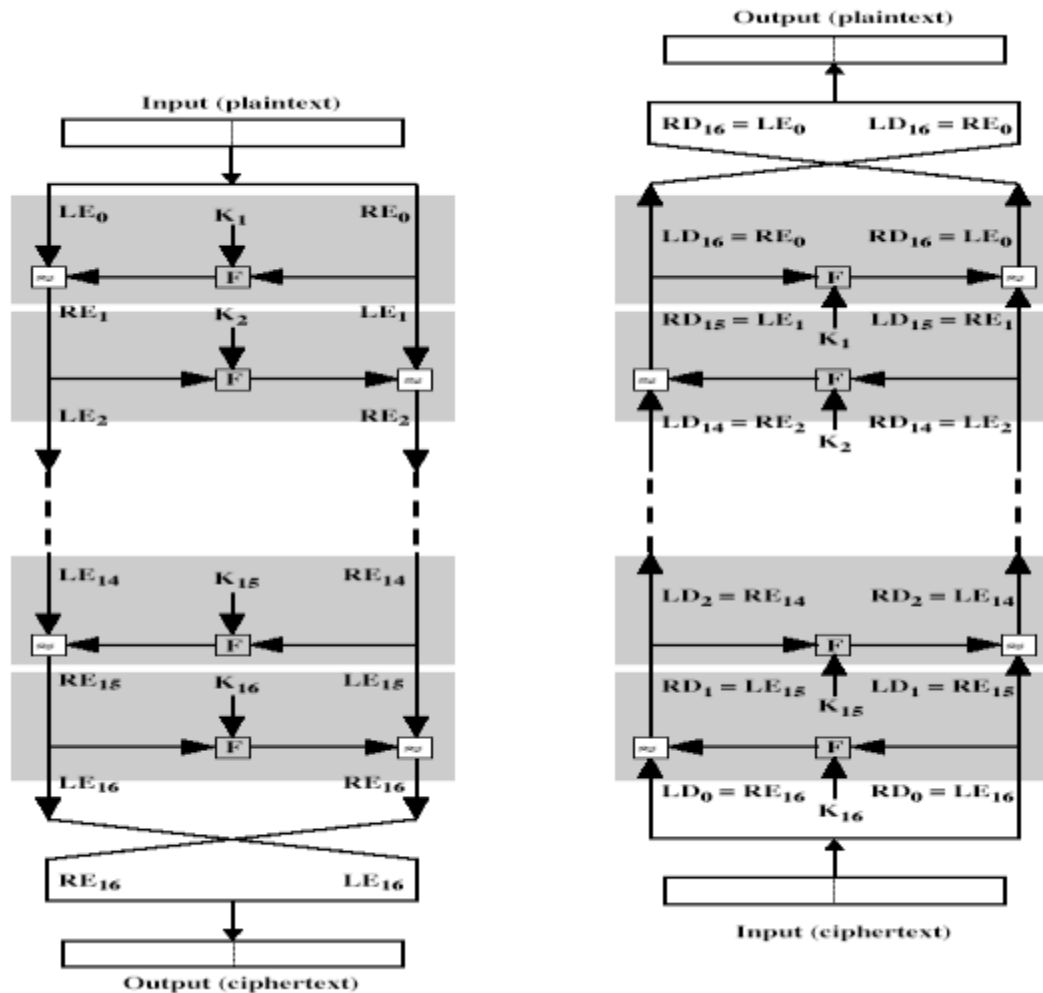 Input (plaintext)
LE₀ K₁ RE₀
F
RE₁ K₂ LE₁
F
LE₂ RE₂
LE₁₄ K₁₅ RE₁₄
F
RE₁₅ K₁₆ LE₁₅
F
LE₁₆ RE₁₆
RE₁₆ LE₁₆
Output (ciphertext)
Output (plaintext)
RD₁₆ = LE₀ LD₁₆ = RE₀
LD₁₆ = RE₀ RD₁₆ = LE₀
F
RD₁₅ = LE₁ K₁ LD₁₅ = RE₁
F
LD₁₄ = RE₂ K₂ RD₁₄ = LE₂
LD₂ = RE₁₄ RD₂ = LE₁₄
F
RD₁ = LE₁₅ K₁₅ LD₁ = RE₁₅
F
LD₀ = RE₁₆ K₁₆ RD₀ = LE₁₆
Input (ciphertext)